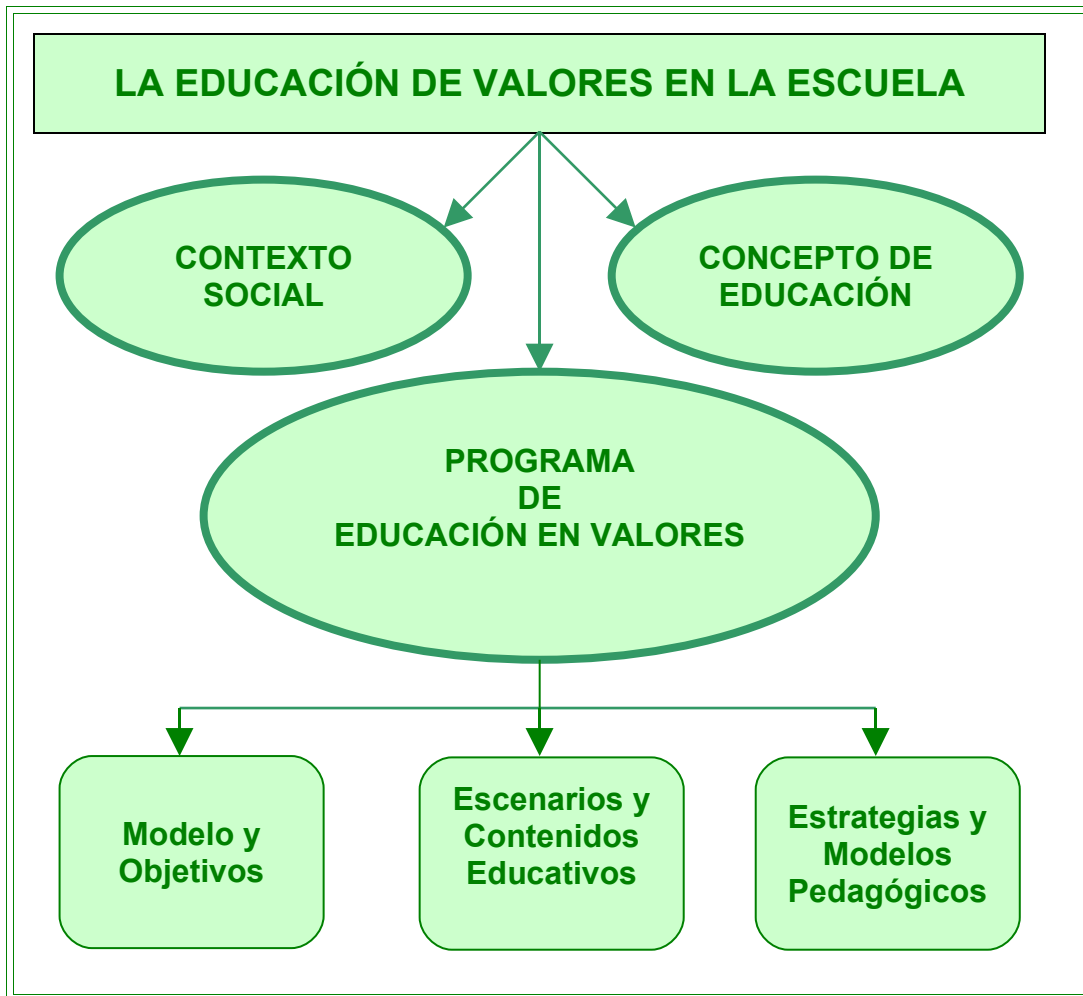 LA EDUCACIÓN DE VALORES EN LA ESCUELA
CONTEXTO
SOCIAL
CONCEPTO DE
EDUCACIÓN
PROGRAMA
DE
EDUCACIÓN EN VALORES
Modelo y
Objetivos
Escenarios y
Contenidos
Educativos
Estrategias y
Modelos
Pedagógicos